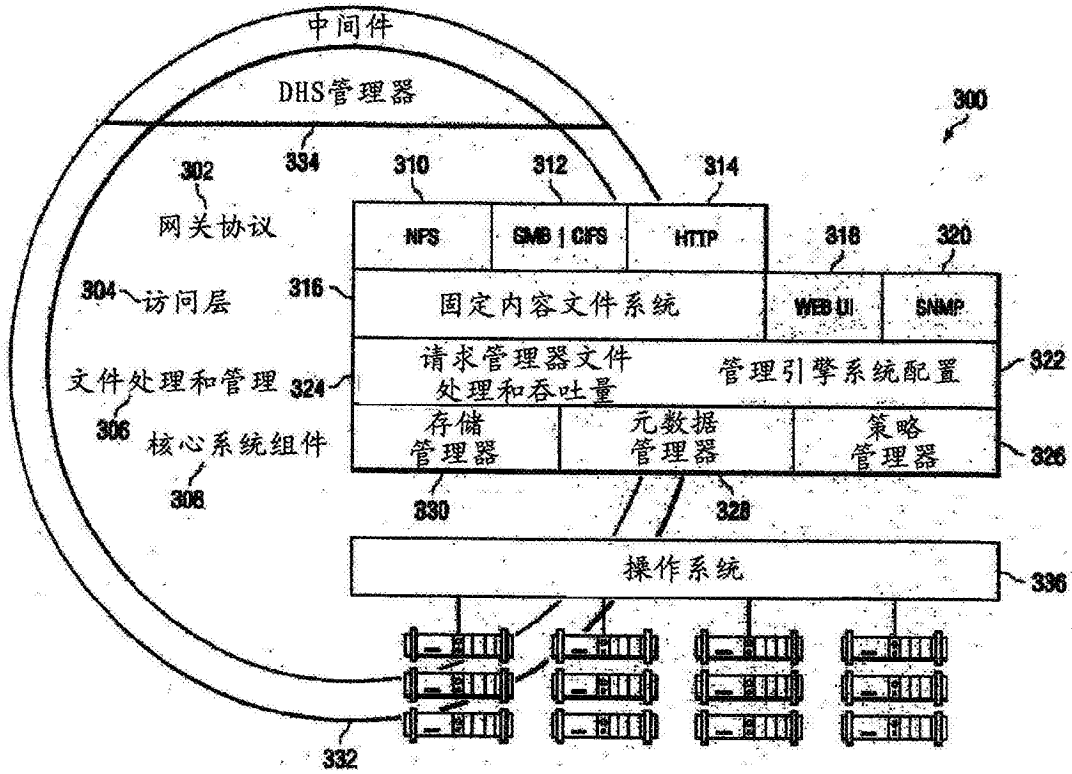 中间件
DHS管理器
300
334
302
310
312
314
网关协议
NFS
SMB | CIFS
HTTP
318
320
304
访问层
316
固定内容文件系统
WEB UI
SNMP
文件处理和管理
324
请求管理器文件
处理和吞吐量
管理引擎系统配置
322
306
核心系统组件
存储
管理器
元数据
管理器
策略
管理器
326
308
330
328
操作系统
336
332